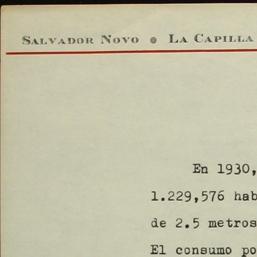 SALVADOR NOVO ● LA CAPILLA
En 1930,
1.229,576 hab
de 2.5 metros
El consumo po